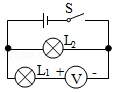 S
L2
L1 + V -